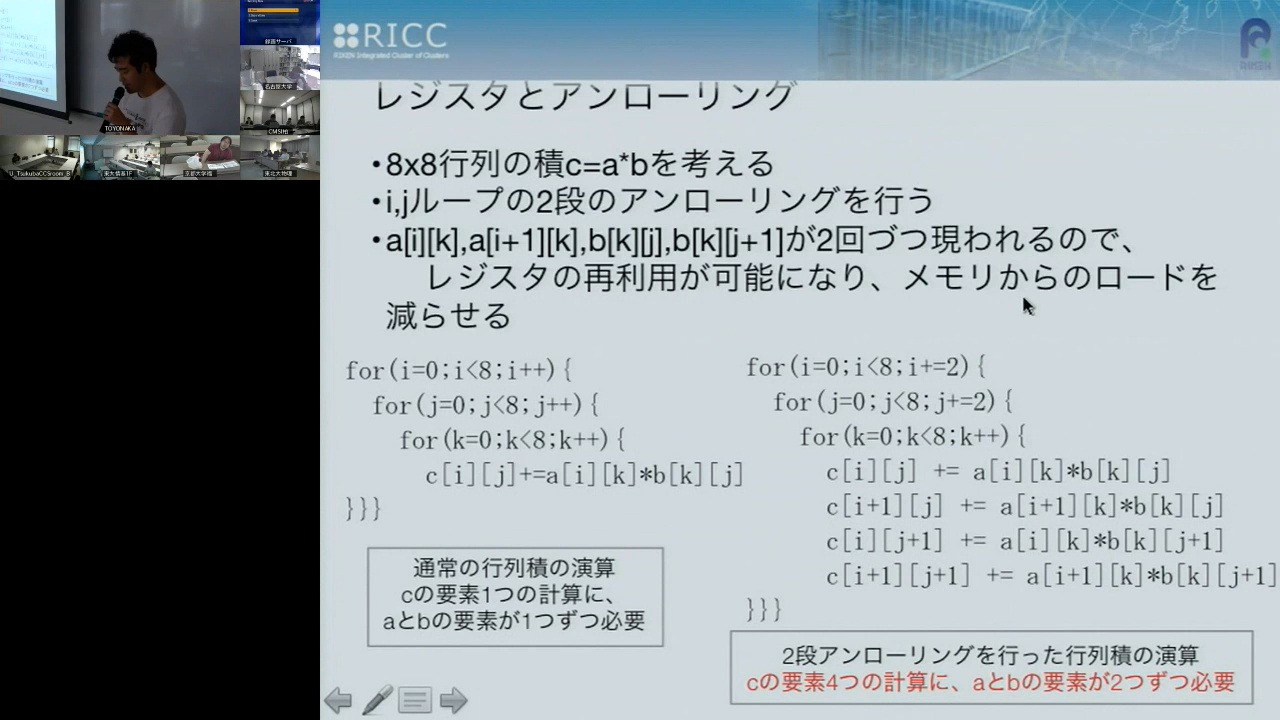 RICC
RIKEN Integrated Cluster of Clusters
RIKEN
レジスタとアンローリング
•8x8行列の積c=a*bを考える
•i,jループの2段のアンローリングを行う
•a[i][k],a[i+1][k],b[k][j],b[k][j+1]が2回づつ現われるので、
レジスタの再利用が可能になり、メモリからのロードを
減らせる
for(i=0;i<8;i++){
for(j=0;j<8;j++){
for(k=0;k<8;k++){
c[i][j]+=a[i][k]*b[k][j]
}}}
通常の行列積の演算
cの要素1つの計算に、
aとbの要素が1つずつ必要
for(i=0;i<8;i+=2){
for(j=0;j<8;j+=2){
for(k=0;k<8;k++){
c[i][j] += a[i][k]*b[k][j]
c[i+1][j] += a[i+1][k]*b[k][j]
c[i][j+1] += a[i][k]*b[k][j+1]
c[i+1][j+1] += a[i+1][k]*b[k][j+1]
}}}
2段アンローリングを行った行列積の演算
cの要素4つの計算に、aとbの要素が2つずつ必要
TOYONAKA
名古屋大学
CMSI柏
U_TsukubaCCSroom_B
東大情基1F
東北大物理